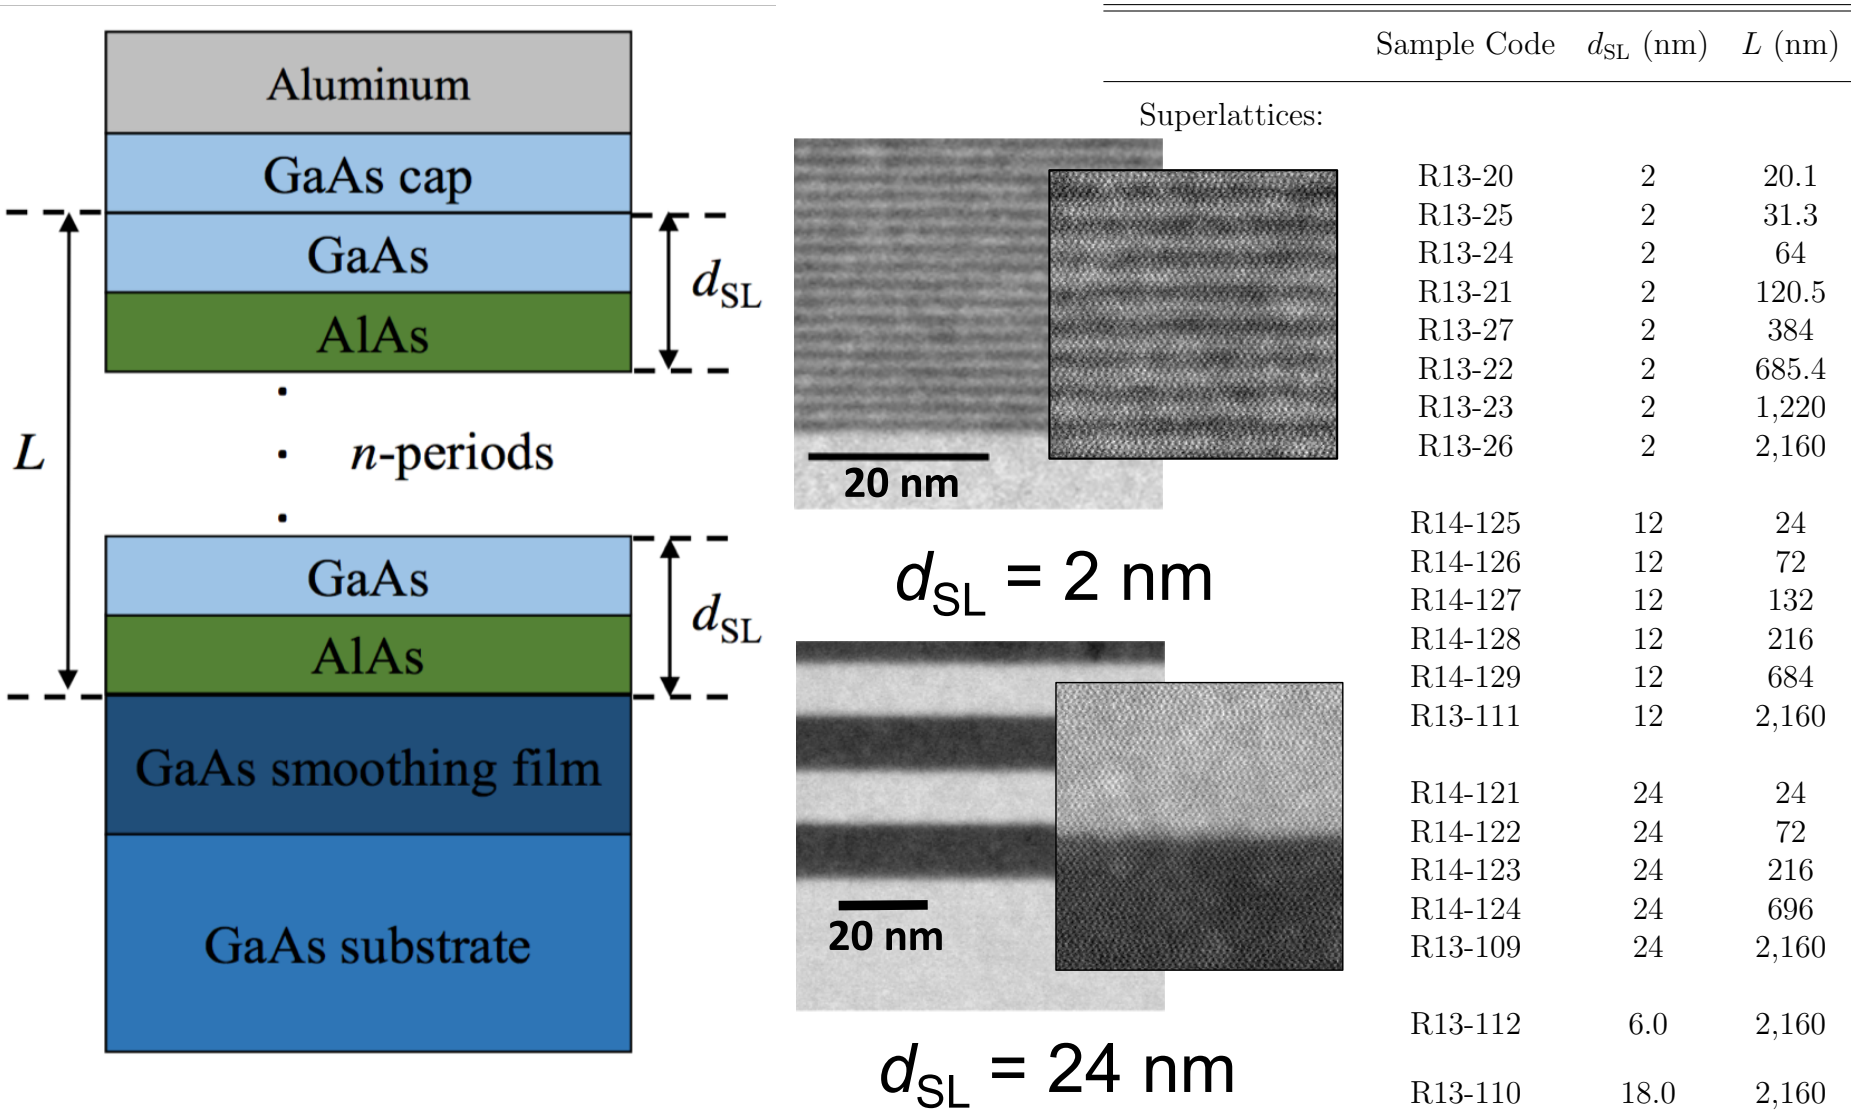 Aluminum
GaAs cap
GaAs
AlAs
dSL
L
n-periods
GaAs
AlAs
dSL
GaAs smoothing film
GaAs substrate
20 nm
dSL = 2 nm
20 nm
dSL = 24 nm
Sample Code dSL (nm) L (nm)
Superlattices:
R13-20 2 20.1
R13-25 2 31.3
R13-24 2 64
R13-21 2 120.5
R13-27 2 384
R13-22 2 685.4
R13-23 2 1,220
R13-26 2 2,160
R14-125 12 24
R14-126 12 72
R14-127 12 132
R14-128 12 216
R14-129 12 684
R13-111 12 2,160
R14-121 24 24
R14-122 24 72
R14-123 24 216
R14-124 24 696
R13-109 24 2,160
R13-112 6.0 2,160
R13-110 18.0 2,160